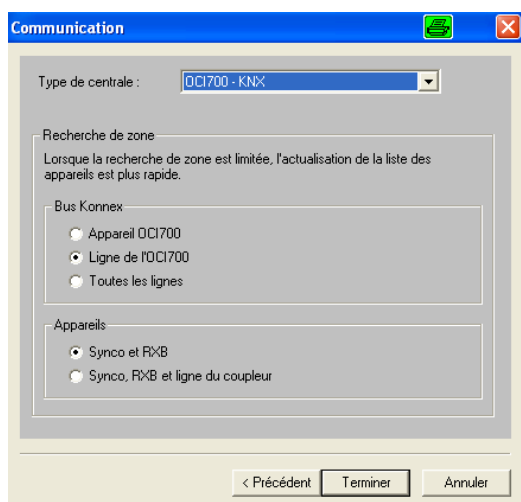 Communication
Type de centrale :
OCI700 - KNX
Recherche de zone
Lorsque la recherche de zone est limitée, l'actualisation de la liste des
appareils est plus rapide.
Bus Konnex
Appareil OCI700
Ligne de l'OCI700
Toutes les lignes
Appareils
Synco et RXB
Synco, RXB et ligne du coupleur
< Précédent
Terminer
Annuler